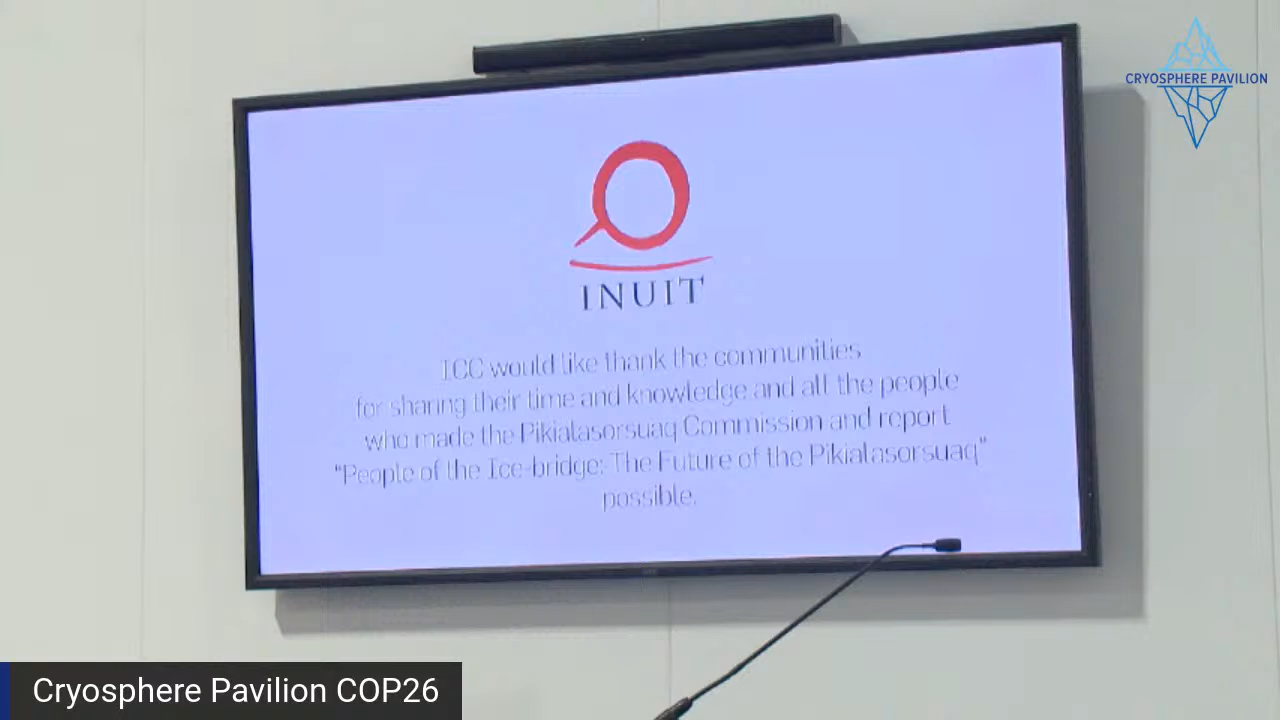 CRYOSPHERE PAVILION
INUIT
ICC would like thank the communities
for sharing their time and knowledge and all the people
who made the Pikialasorsuaq Commission and report
“People of the Ice-bridge: The Future of the Pikialasorsuaq”
possible.
Cryosphere Pavilion COP26